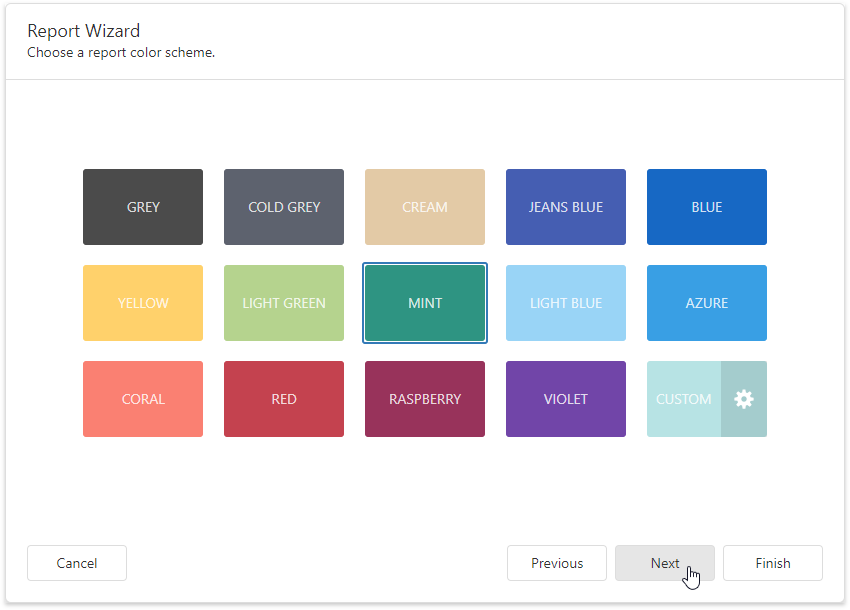 Report Wizard
Choose a report color scheme.
GREY
COLD GREY
CREAM
JEANS BLUE
BLUE
YELLOW
LIGHT GREEN
MINT
LIGHT BLUE
AZURE
CORAL
RED
RASPBERRY
VIOLET
CUSTOM
Cancel
Previous
Next
Finish